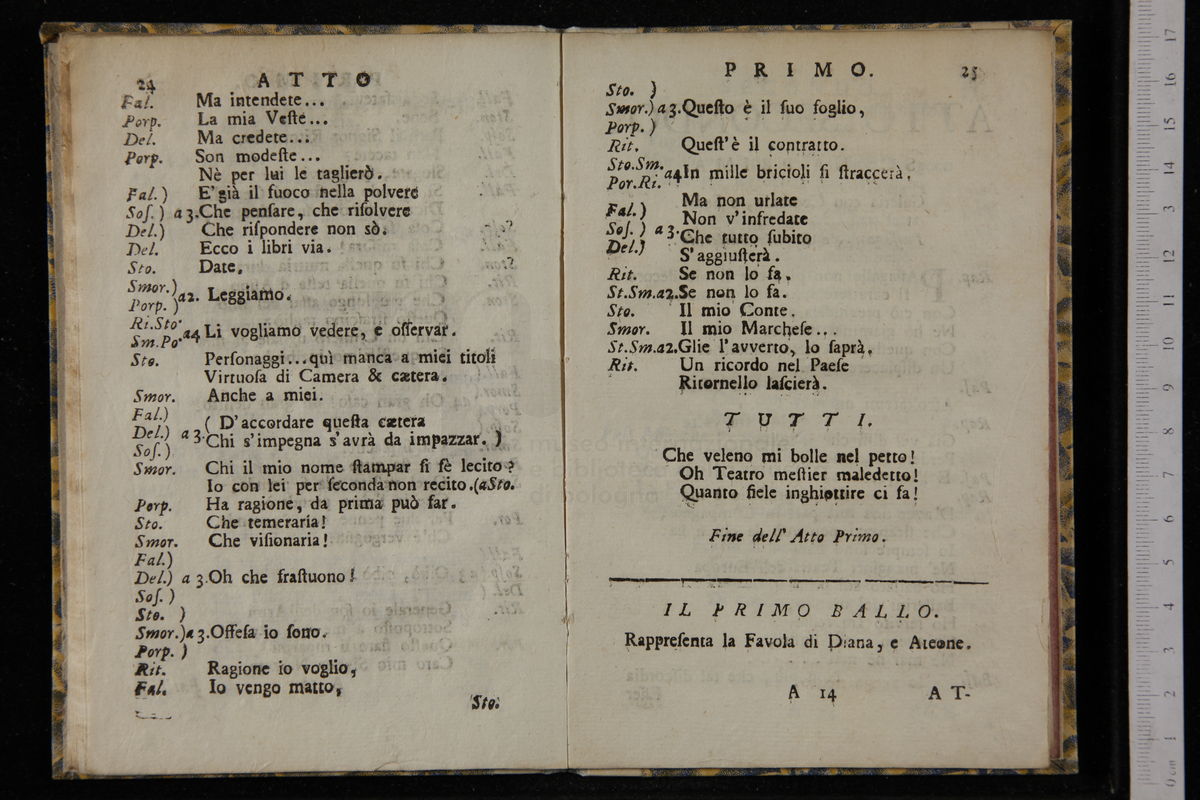 24 ATTO
Fal. Ma intendete...
Porp. La mia Veſte...
Del. Ma credete...
Porp. Son modeſte...
Nè per lui le taglierò.
Fal. ) E'già il fuoco nella polvere
Soſ. ) a 3. Che penſare, che riſolvere
Del.) Che riſpondere non sò.
Del. Ecco i libri via.
Sto. Date.
Smor.)
Porp. ) a2. Leggiamo.
Ri.Sto.
Sm.Po. a4 Li vogliamo vedere, e oſſervar.
Sto. Perſonaggi...quì manca a miei titoli
Virtuoſa di Camera & cætera.
Smor. Anche a miei.
Fal.)
Del.) a 3. ( D'accordare queſta cætera
Soſ.) Chi s'impegna s'avrà da impazzar. )
Smor. Chi il mio nome ſtampar ſi fè lecito?
Io con lei per ſeconda non recito.(aSto.
Porp. Ha ragione, da prima può far.
Sto. Che temeraria!
Smor. Che viſionaria!
Fal.)
Del.) a 3. Oh che fraſtuono!
Soſ. )
Sto. )
Smor.)a 3. Offeſa io ſono.
Porp. )
Rit. Ragione io voglio,
Fal. Io vengo matto,
Sto.
PRIMO. 25
Sto. )
Smor.) a 3. Queſto è il ſuo foglio,
Porp. )
Rit. Queſt'è il contratto.
Sto.Sm.
Por.Ri. a4 In mille bricioli ſi ſtraccerà.
Ma non urlate
Fal.) Non v'infredate
Soſ. ) a 3. Che tutto ſubito
Del.) S'aggiuſterà.
Rit. Se non lo fa.
St.Sm.a2. Se non lo fa.
Sto. Il mio Conte.
Smor. Il mio Marcheſe...
St.Sm.a2. Glie l'avverto, lo ſaprà.
Rit. Un ricordo nel Paeſe
Ritornello laſcierà.
TUTTI.
Che veleno mi bolle nel petto!
Oh Teatro meſtier maledetto!
Quanto fiele inghiottire ci fa!
Fine dell' Atto Primo.
IL PRIMO BALLO.
Rappreſenta la Favola di Diana, e Ateone.
A 14 AT-